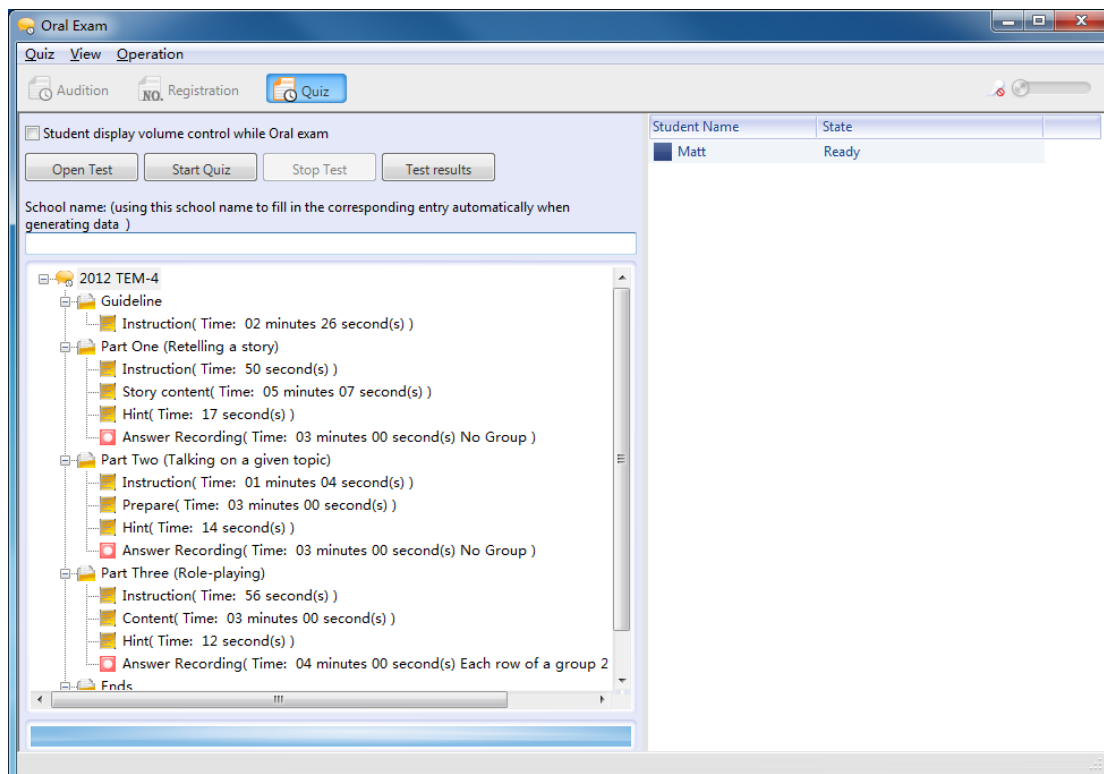 Oral Exam
Quiz View Operation
Audition NO. Registration Quiz
Student display volume control while Oral exam
Open Test Start Quiz Stop Test Test results
School name: (using this school name to fill in the corresponding entry automatically when
generating data )
2012 TEM-4
Guideline
Instruction( Time: 02 minutes 26 second(s) )
Part One (Retelling a story)
Instruction( Time: 50 second(s) )
Story content( Time: 05 minutes 07 second(s) )
Hint( Time: 17 second(s) )
Answer Recording( Time: 03 minutes 00 second(s) No Group )
Part Two (Talking on a given topic)
Instruction( Time: 01 minutes 04 second(s) )
Prepare( Time: 03 minutes 00 second(s) )
Hint( Time: 14 second(s) )
Answer Recording( Time: 03 minutes 00 second(s) No Group )
Part Three (Role-playing)
Instruction( Time: 56 second(s) )
Content( Time: 03 minutes 00 second(s) )
Hint( Time: 12 second(s) )
Answer Recording( Time: 04 minutes 00 second(s) Each row of a group 2
Ends
Student Name State
Matt Ready